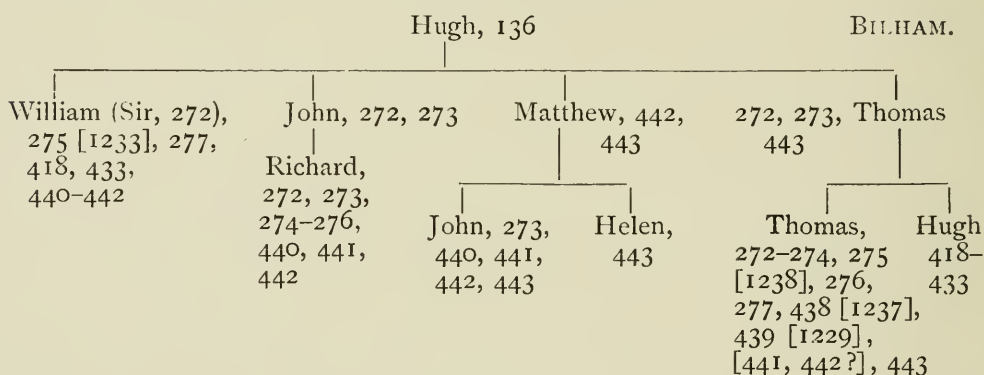 Hugh, 136 BILHAM.
William (Sir, 272), John, 272, 273 Matthew, 442, 272, 273, Thomas
275 [1233], 277, 443 443
418, 433, Richard,
440–442 272, 273, John, 273, Helen, Thomas, Hugh
274–276, 440, 441, 443 272–274, 275 418–
440, 441, 442, 443 [1238], 276, 433
442 277, 438 [1237],
439 [1229],
[441, 442?], 443